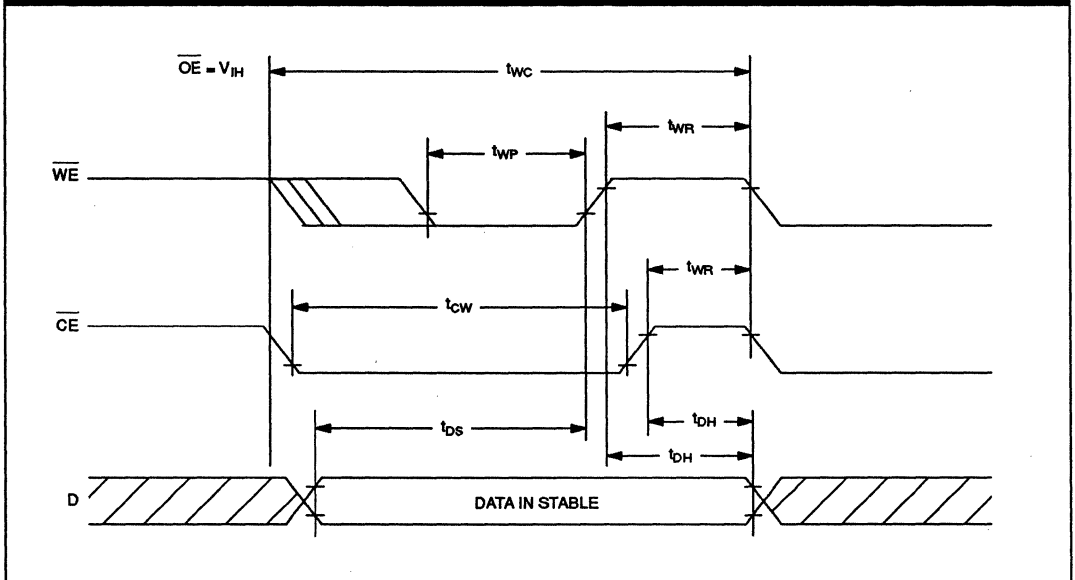 OE = VIH
tWC
tWR
tWP
WE
tWR
tCW
CE
tDH
tDS
tDH
D
DATA IN STABLE